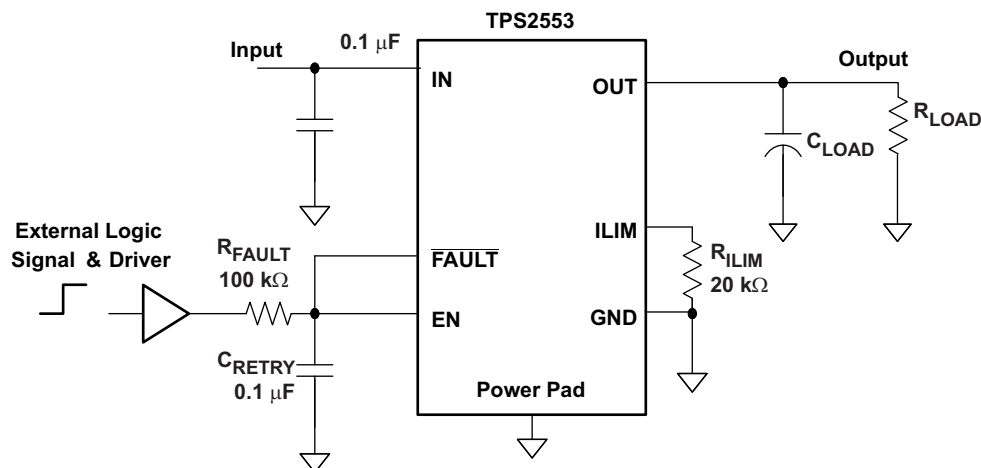 TPS2553
0.1 μF
Input
IN
OUT
Output
R_LOAD
C_LOAD
External Logic
Signal & Driver
R_FAULT
100 kΩ
FAULT
ILIM
R_ILIM
20 kΩ
EN
GND
C_RETRY
0.1 μF
Power Pad